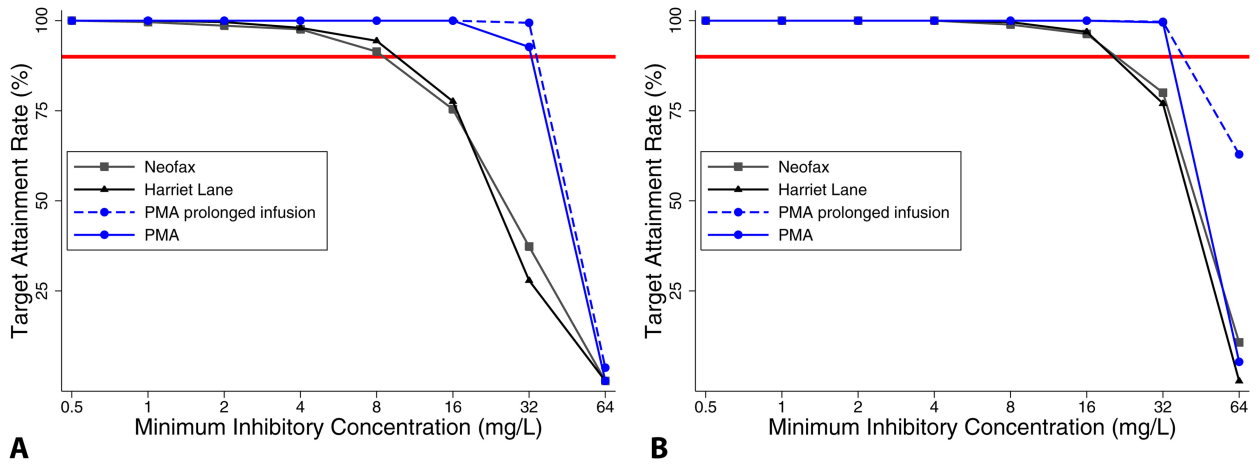 Target Attainment Rate (%)
100
75
50
25
Neofax
Harriet Lane
PMA prolonged infusion
PMA
0.5 1 2 4 8 16 32 64
Minimum Inhibitory Concentration (mg/L)
A
Target Attainment Rate (%)
100
75
50
25
Neofax
Harriet Lane
PMA prolonged infusion
PMA
0.5 1 2 4 8 16 32 64
Minimum Inhibitory Concentration (mg/L)
B